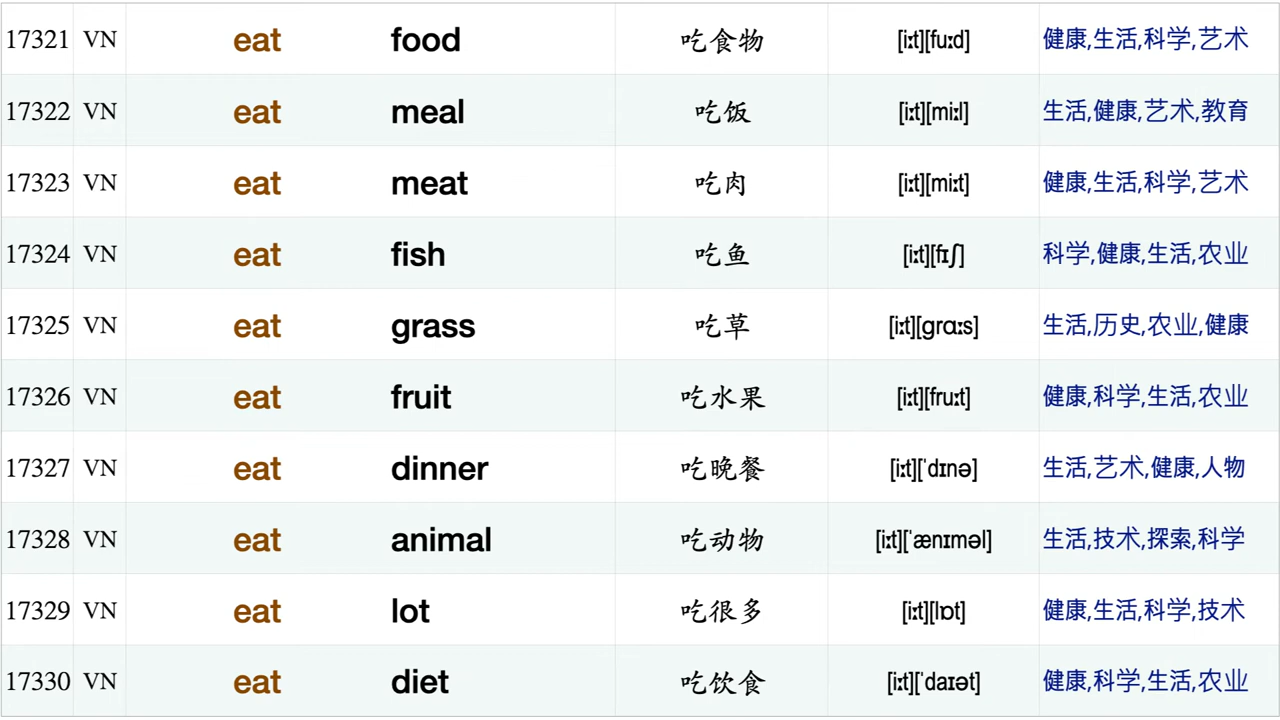 17321 VN eat food 吃食物 [iːt][fuːd] 健康,生活,科学,艺术
17322 VN eat meal 吃饭 [iːt][miːl] 生活,健康,艺术,教育
17323 VN eat meat 吃肉 [iːt][miːt] 健康,生活,科学,艺术
17324 VN eat fish 吃鱼 [iːt][fɪʃ] 科学,健康,生活,农业
17325 VN eat grass 吃草 [iːt][grɑːs] 生活,历史,农业,健康
17326 VN eat fruit 吃水果 [iːt][fruːt] 健康,科学,生活,农业
17327 VN eat dinner 吃晚餐 [iːt][ˈdɪnə] 生活,艺术,健康,人物
17328 VN eat animal 吃动物 [iːt][ˈænɪməl] 生活,技术,探索,科学
17329 VN eat lot 吃很多 [iːt][lɒt] 健康,生活,科学,技术
17330 VN eat diet 吃饮食 [iːt][ˈdaɪət] 健康,科学,生活,农业